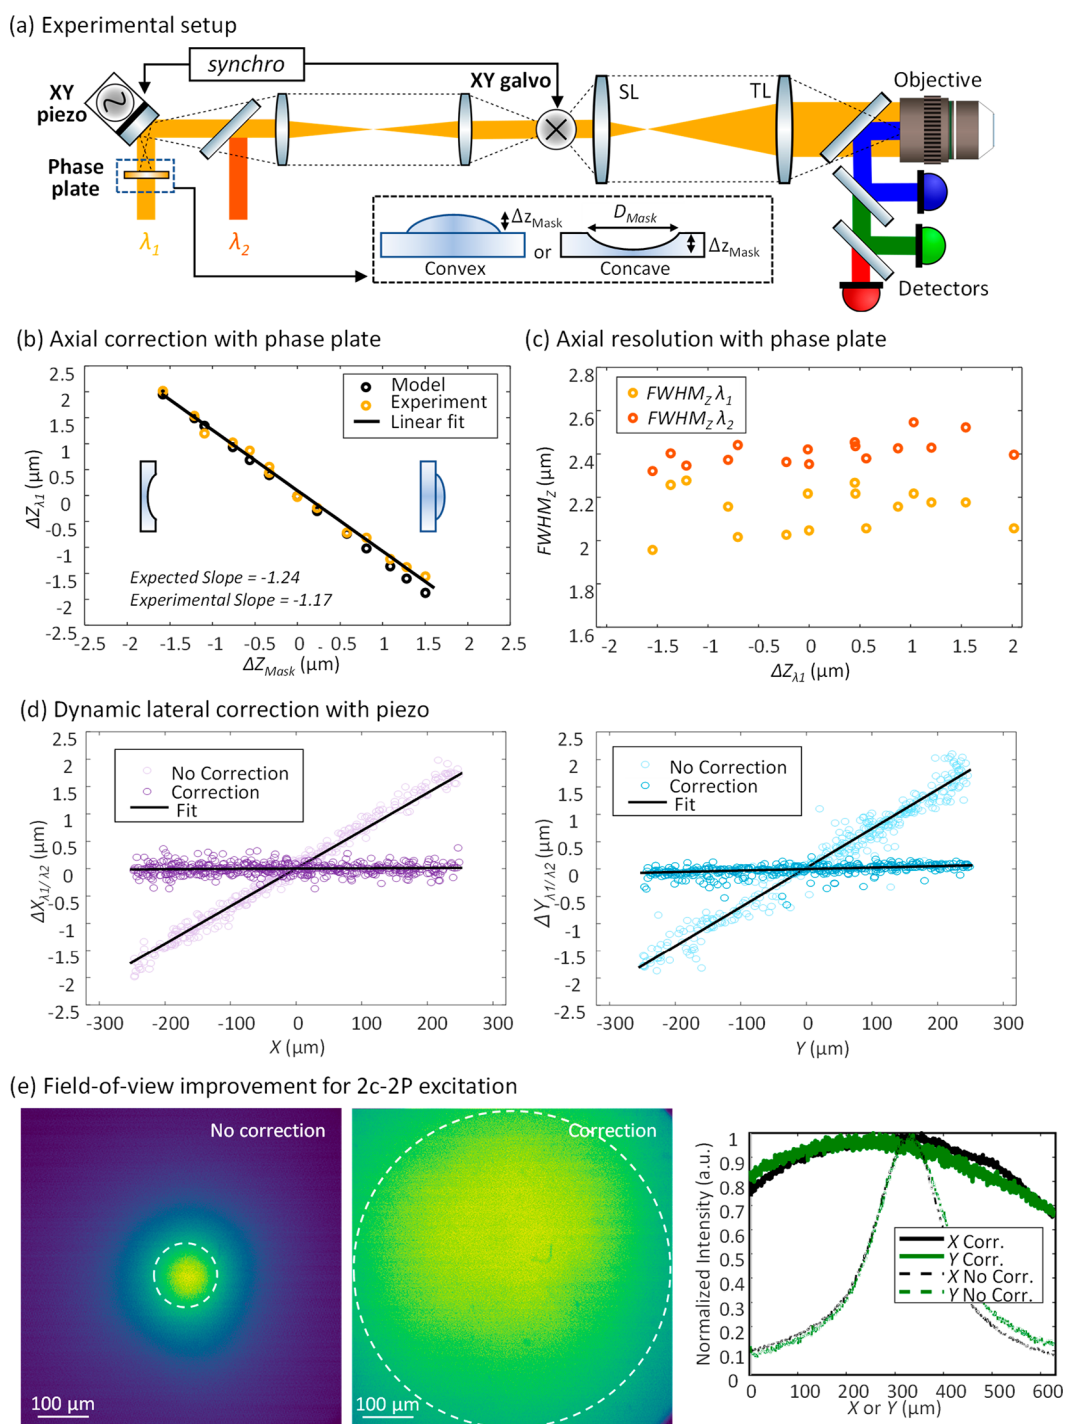 (a) Experimental setup
synchro
XY piezo
XY galvo
SL
TL
Objective
Phase plate
λ1
λ2
ΔzMask
DMask
ΔzMask
or
Convex
Concave
Detectors
(b) Axial correction with phase plate
ΔZλ1 (μm)
2.5
2
1.5
1
0.5
0
-0.5
-1
-1.5
-2
-2.5
Model
Experiment
Linear fit
Expected Slope = -1.24
Experimental Slope = -1.17
-2.5 -2 -1.5 -1 -0.5 0 0.5 1 1.5 2 2.5
ΔZMask (μm)
(c) Axial resolution with phase plate
FWHMZ (μm)
2.8
2.6
2.4
2.2
2
1.8
1.6
FWHMZ λ1
FWHMZ λ2
-2 -1.5 -1 -0.5 0 0.5 1 1.5 2
ΔZλ1 (μm)
(d) Dynamic lateral correction with piezo
ΔXλ1/λ2 (μm)
2.5
2
1.5
1
0.5
0
-0.5
-1
-1.5
-2
-2.5
No Correction
Correction
Fit
-300 -200 -100 0 100 200 300
X (μm)
ΔYλ1/λ2 (μm)
2.5
2
1.5
1
0.5
0
-0.5
-1
-1.5
-2
-2.5
No Correction
Correction
Fit
-300 -200 -100 0 100 200 300
Y (μm)
(e) Field-of-view improvement for 2c-2P excitation
No correction
100 μm
Correction
100 μm
Normalized Intensity (a.u.)
1
0.9
0.8
0.7
0.6
0.5
0.4
0.3
0.2
0.1
0
X Corr.
Y Corr.
X No Corr.
Y No Corr.
0 100 200 300 400 500 600
X or Y (μm)